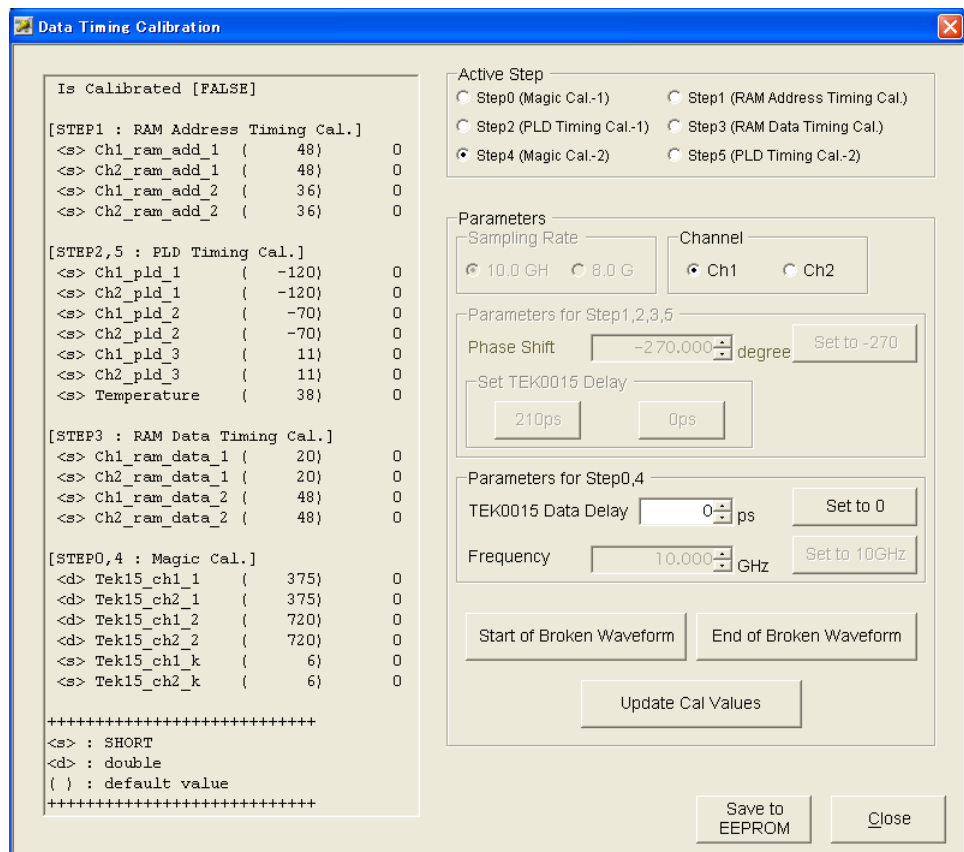 Data Timing Calibration
Is Calibrated [FALSE]
[STEP1 : RAM Address Timing Cal.]
<s> Ch1_ram_add_1 ( 48) 0
<s> Ch2_ram_add_1 ( 48) 0
<s> Ch1_ram_add_2 ( 36) 0
<s> Ch2_ram_add_2 ( 36) 0
[STEP2,5 : PLD Timing Cal.]
<s> Ch1_pld_1 ( -120) 0
<s> Ch2_pld_1 ( -120) 0
<s> Ch1_pld_2 ( -70) 0
<s> Ch2_pld_2 ( -70) 0
<s> Ch1_pld_3 ( 11) 0
<s> Ch2_pld_3 ( 11) 0
<s> Temperature ( 38) 0
[STEP3 : RAM Data Timing Cal.]
<s> Ch1_ram_data_1 ( 20) 0
<s> Ch2_ram_data_1 ( 20) 0
<s> Ch1_ram_data_2 ( 48) 0
<s> Ch2_ram_data_2 ( 48) 0
[STEP0,4 : Magic Cal.]
<d> Tek15_ch1_1 ( 375) 0
<d> Tek15_ch2_1 ( 375) 0
<d> Tek15_ch1_2 ( 720) 0
<d> Tek15_ch2_2 ( 720) 0
<s> Tek15_ch1_k ( 6) 0
<s> Tek15_ch2_k ( 6) 0
++++++++++++++++++++++++++++
<s> : SHORT
<d> : double
( ) : default value
++++++++++++++++++++++++++++
Active Step
Step0 (Magic Cal.-1) Step1 (RAM Address Timing Cal.)
Step2 (PLD Timing Cal.-1) Step3 (RAM Data Timing Cal.)
Step4 (Magic Cal.-2) Step5 (PLD Timing Cal.-2)
Parameters
Sampling Rate
10.0 GH 8.0 G
Channel
Ch1 Ch2
Parameters for Step1,2,3,5
Phase Shift -270.000 degree Set to -270
Set TEK0015 Delay
210ps 0ps
Parameters for Step0,4
TEK0015 Data Delay 0 ps Set to 0
Frequency 10.000 GHz Set to 10GHz
Start of Broken Waveform End of Broken Waveform
Update Cal Values
Save to
EEPROM
Close